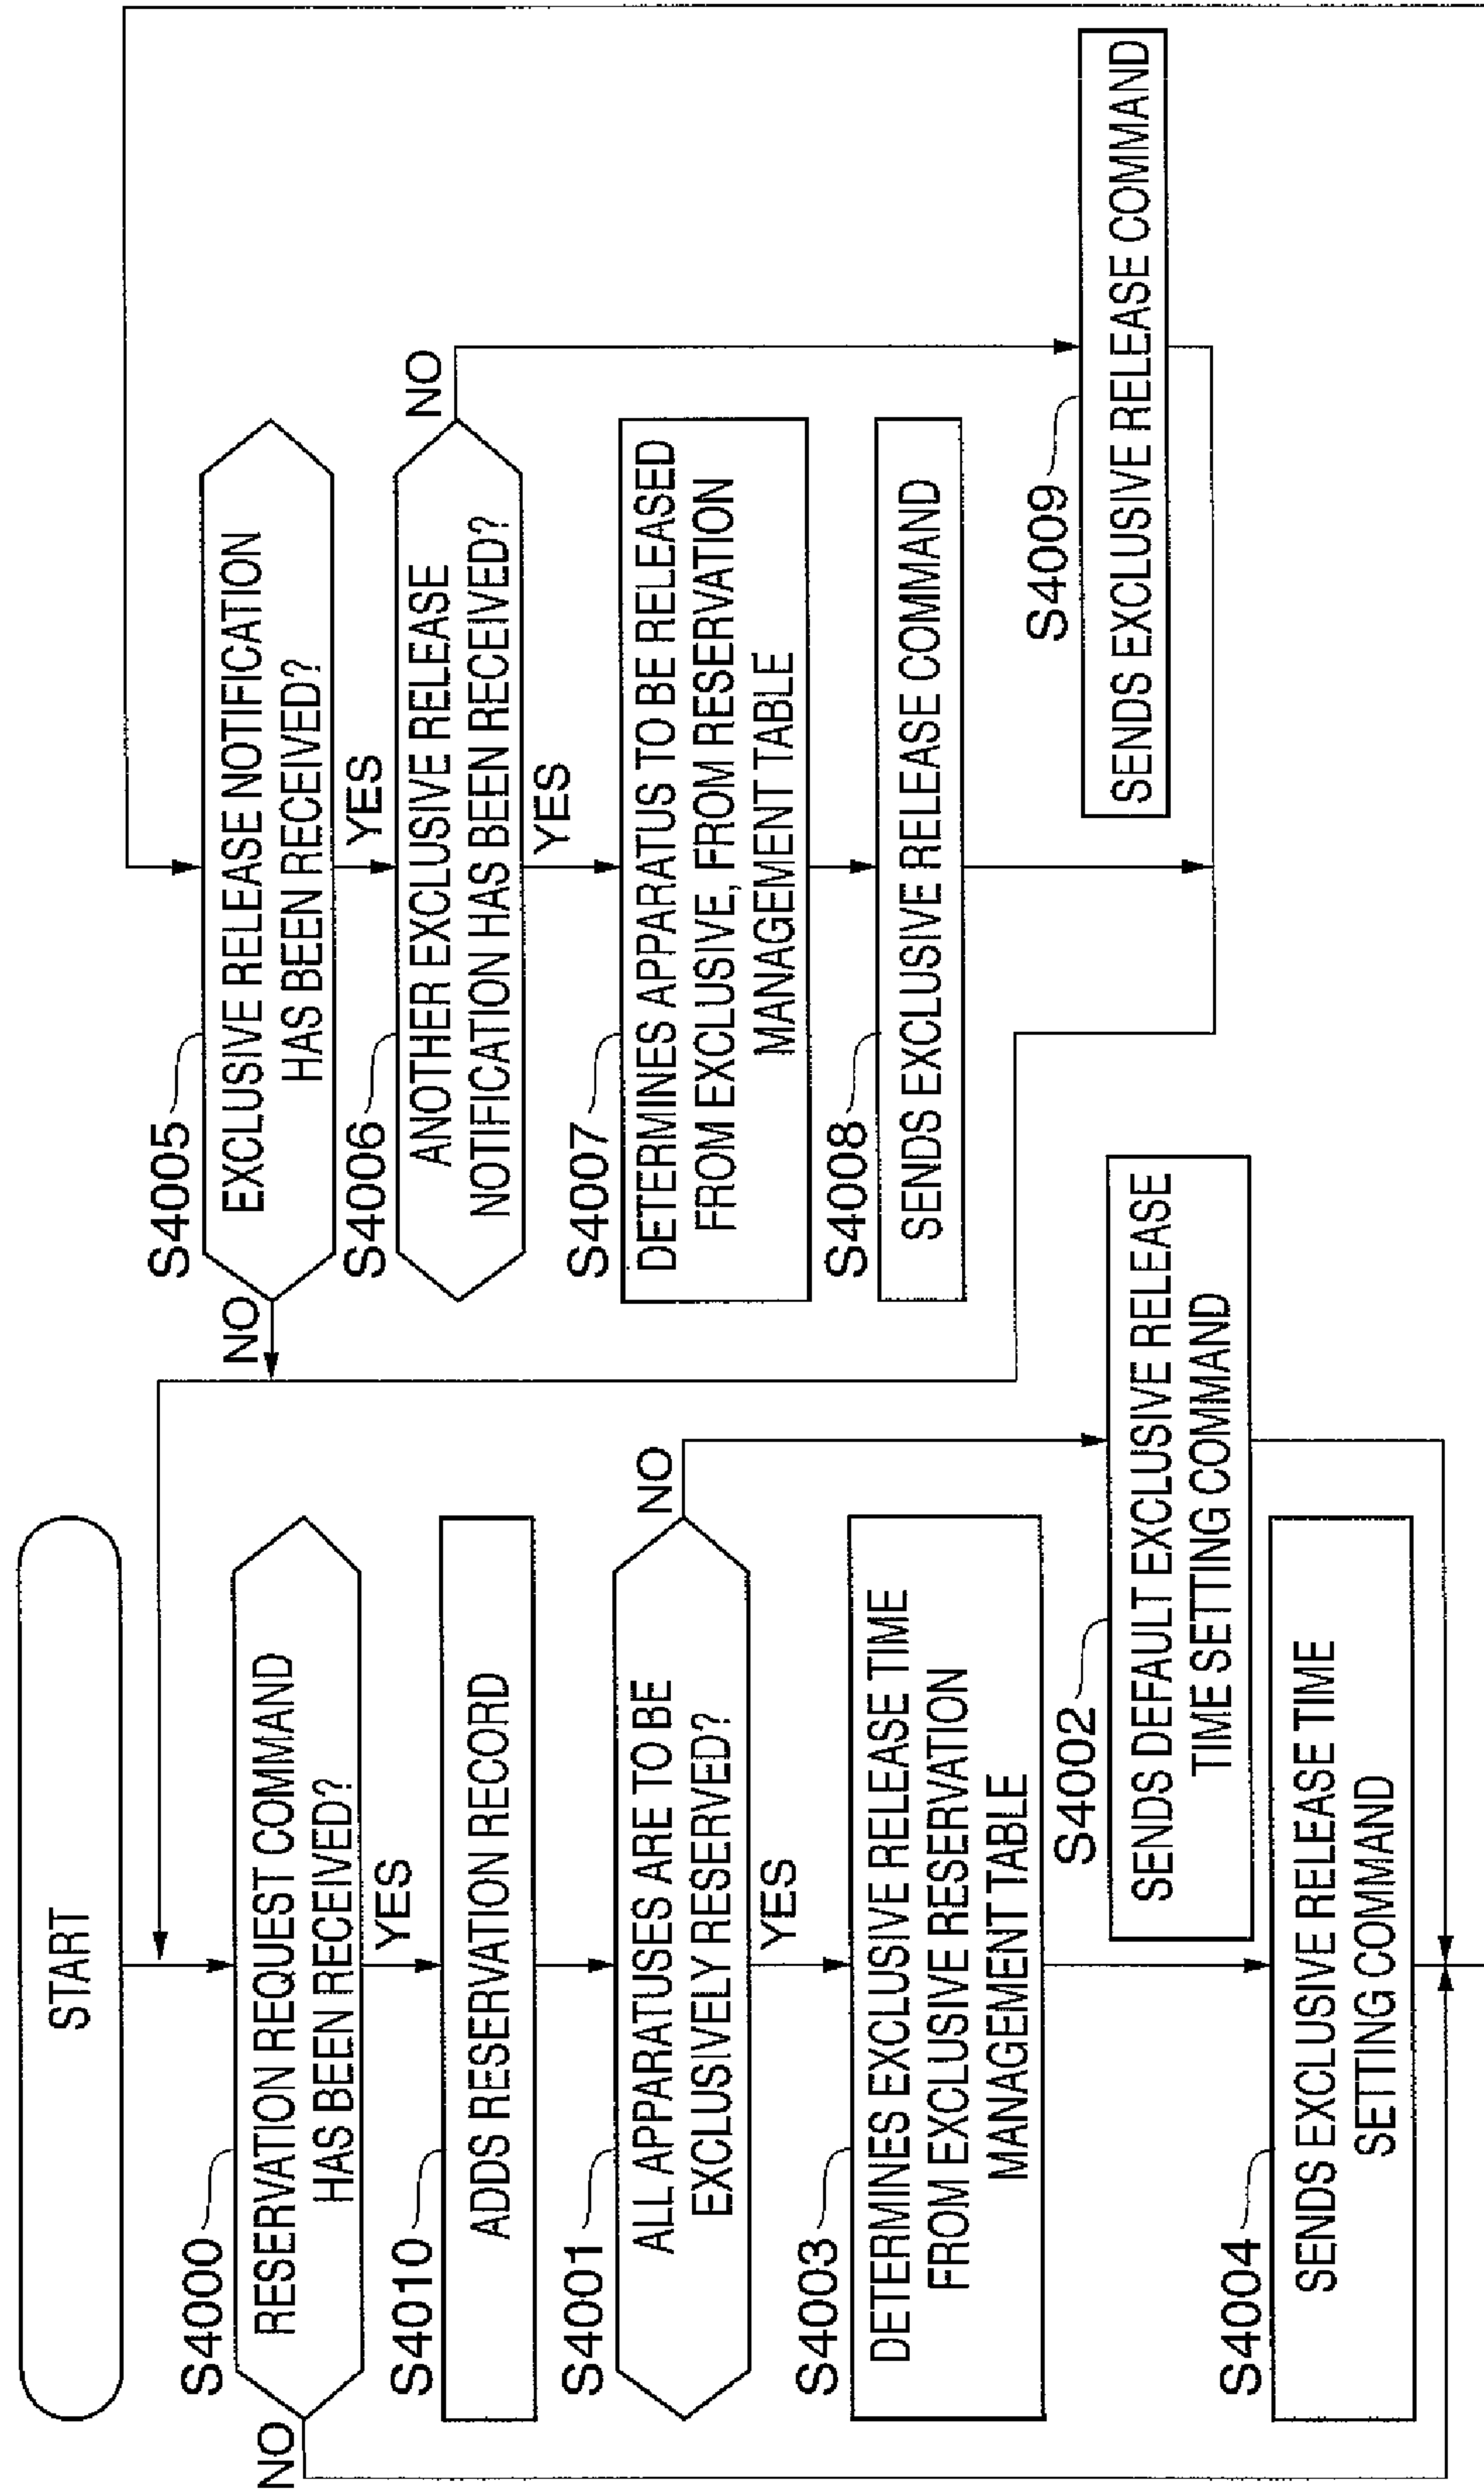 START
S4000
RESERVATION REQUEST COMMAND
HAS BEEN RECEIVED?
NO
YES
S4010
ADDS RESERVATION RECORD
S4001
ALL APPARATUSES ARE TO BE
EXCLUSIVELY RESERVED?
NO
YES
S4003
DETERMINES EXCLUSIVE RELEASE TIME
FROM EXCLUSIVE RESERVATION
MANAGEMENT TABLE
S4002
SENDS DEFAULT EXCLUSIVE RELEASE
TIME SETTING COMMAND
S4004
SENDS EXCLUSIVE RELEASE TIME
SETTING COMMAND
S4005
EXCLUSIVE RELEASE NOTIFICATION
HAS BEEN RECEIVED?
NO
YES
S4006
ANOTHER EXCLUSIVE RELEASE
NOTIFICATION HAS BEEN RECEIVED?
NO
YES
S4007
DETERMINES APPARATUS TO BE RELEASED
FROM EXCLUSIVE, FROM RESERVATION
MANAGEMENT TABLE
S4008
SENDS EXCLUSIVE RELEASE COMMAND
S4009
SENDS EXCLUSIVE RELEASE COMMAND